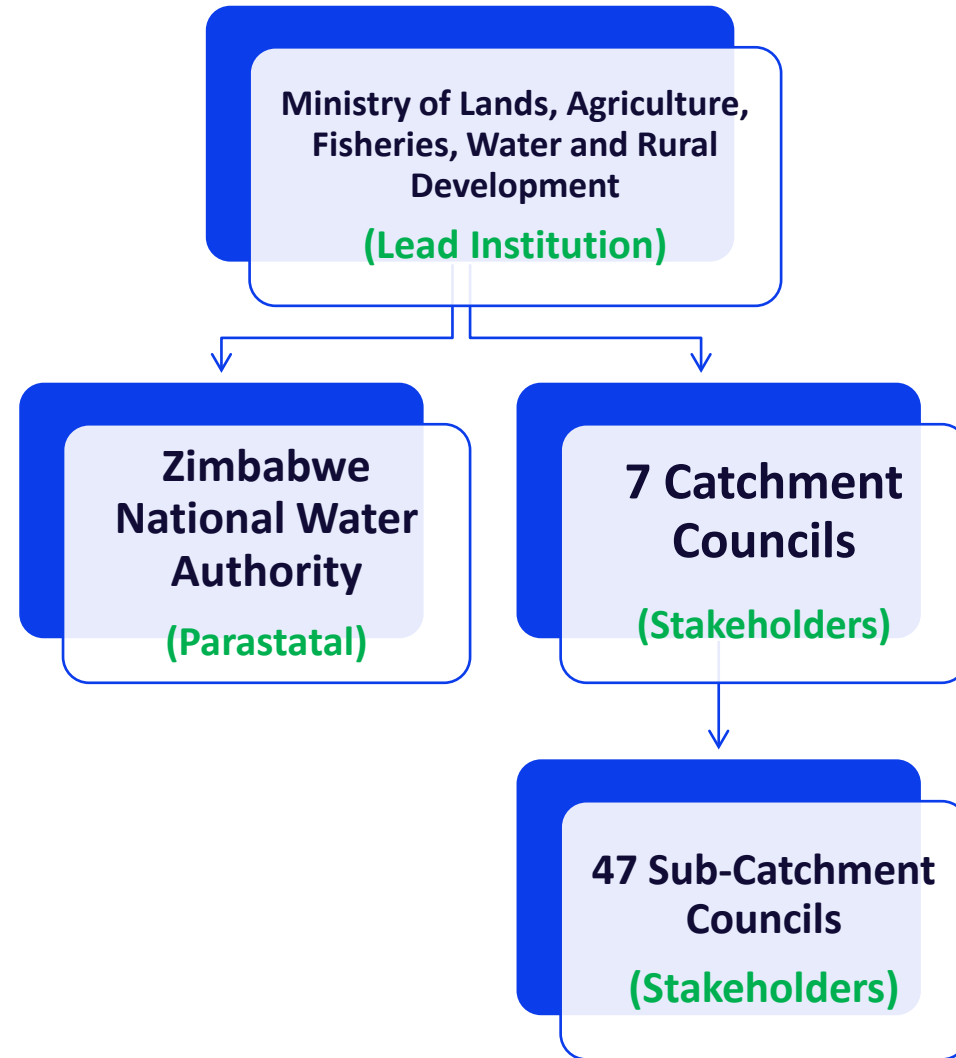 Ministry of Lands, Agriculture,
Fisheries, Water and Rural
Development
(Lead Institution)
Zimbabwe
National Water
Authority
(Parastatal)
7 Catchment
Councils
(Stakeholders)
47 Sub-Catchment
Councils
(Stakeholders)